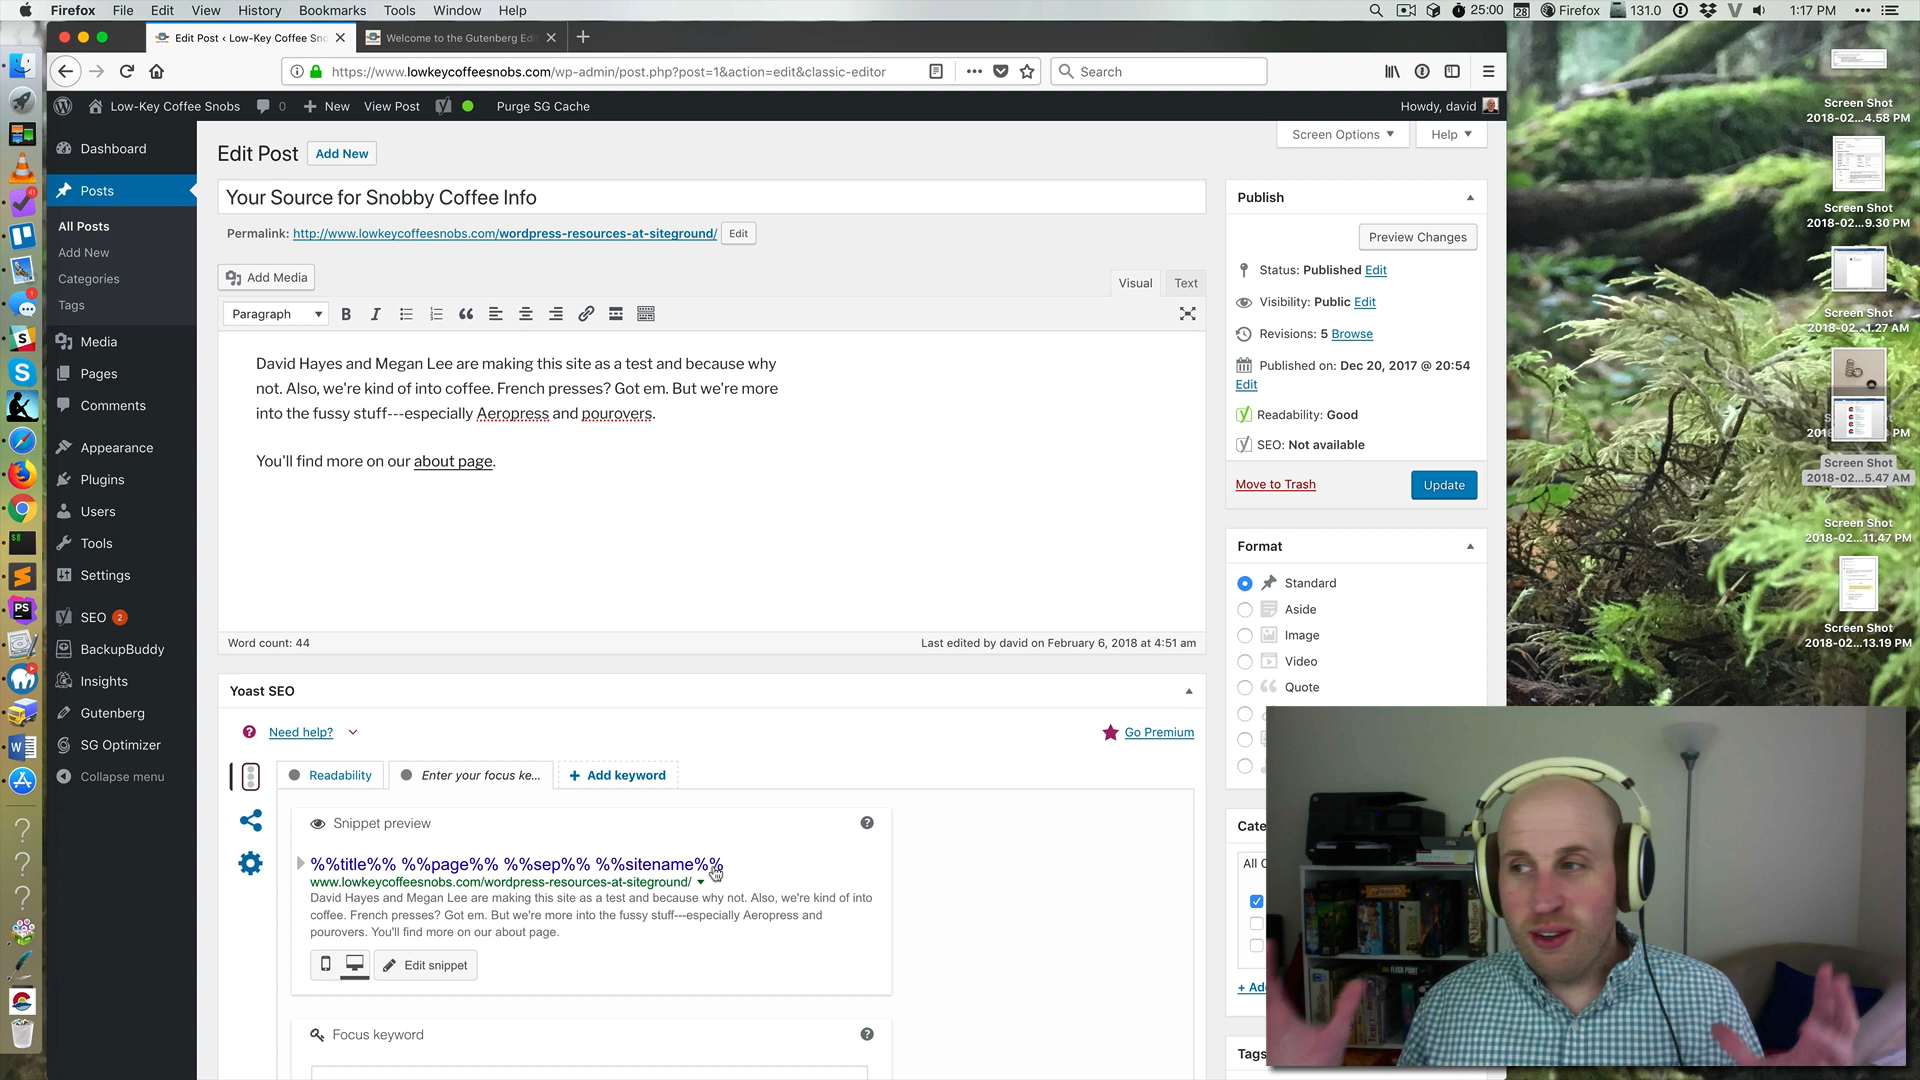 Firefox File Edit View History Bookmarks Tools Window Help
25:00 28 Firefox 131.0 1:17 PM
Edit Post ‹ Low-Key Coffee Sno
Welcome to the Gutenberg Edi
https://www.lowkeycoffeesnobs.com/wp-admin/post.php?post=1&action=edit&classic-editor
Search
Low-Key Coffee Snobs 0 New View Post Purge SG Cache
Howdy, david
Dashboard
Posts
All Posts
Add New
Categories
Tags
Media
Pages
Comments
Appearance
Plugins
Users
Tools
Settings
SEO 2
BackupBuddy
Insights
Gutenberg
SG Optimizer
Collapse menu
Screen Options
Help
Edit Post Add New
Your Source for Snobby Coffee Info
Permalink: http://www.lowkeycoffeesnobs.com/wordpress-resources-at-siteground/ Edit
Add Media
Visual Text
Paragraph
David Hayes and Megan Lee are making this site as a test and because why
not. Also, we're kind of into coffee. French presses? Got em. But we're more
into the fussy stuff---especially Aeropress and pourovers.
You'll find more on our about page.
Word count: 44
Last edited by david on February 6, 2018 at 4:51 am
Yoast SEO
Need help?
Go Premium
Readability
Enter your focus ke...
+ Add keyword
Snippet preview
%%title%% %%page%% %%sep%% %%sitename%%
www.lowkeycoffeesnobs.com/wordpress-resources-at-siteground/
David Hayes and Megan Lee are making this site as a test and because why not. Also, we're kind of into
coffee. French presses? Got em. But we're more into the fussy stuff---especially Aeropress and
pourovers. You'll find more on our about page.
Edit snippet
Focus keyword
Publish
Preview Changes
Status: Published Edit
Visibility: Public Edit
Revisions: 5 Browse
Published on: Dec 20, 2017 @ 20:54
Edit
Readability: Good
SEO: Not available
Move to Trash
Update
Format
Standard
Aside
Image
Video
Quote
Cate
All C
+ Add
Tags
Screen Shot
2018-02...4.58 PM
Screen Shot
2018-02...9.30 PM
Screen Shot
2018-02...1.27 AM
Screen Shot
2018-02...5.47 AM
Screen Shot
2018-02...11.47 PM
Screen Shot
2018-02...13.19 PM